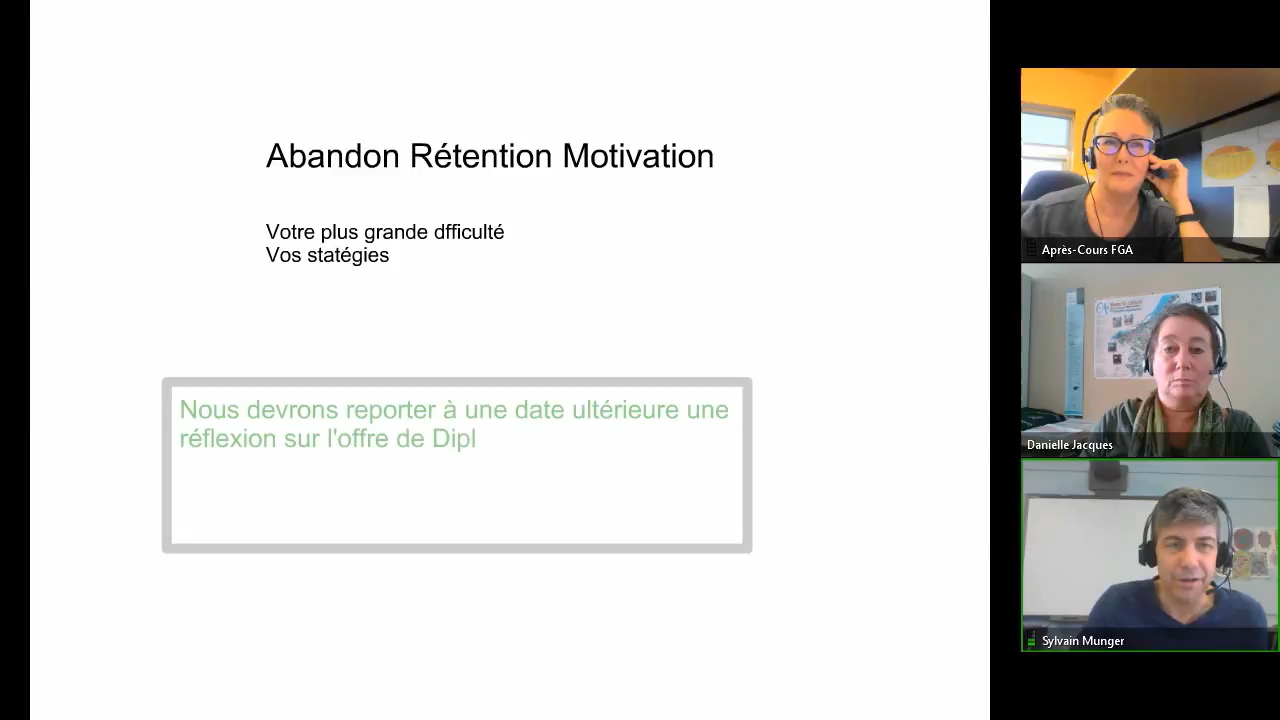 Abandon Rétention Motivation
Votre plus grande dfficulté
Vos statégies
Nous devrons reporter à une date ultérieure une
réflexion sur l'offre de Dipl
Après-Cours FGA
Danielle Jacques
Sylvain Munger